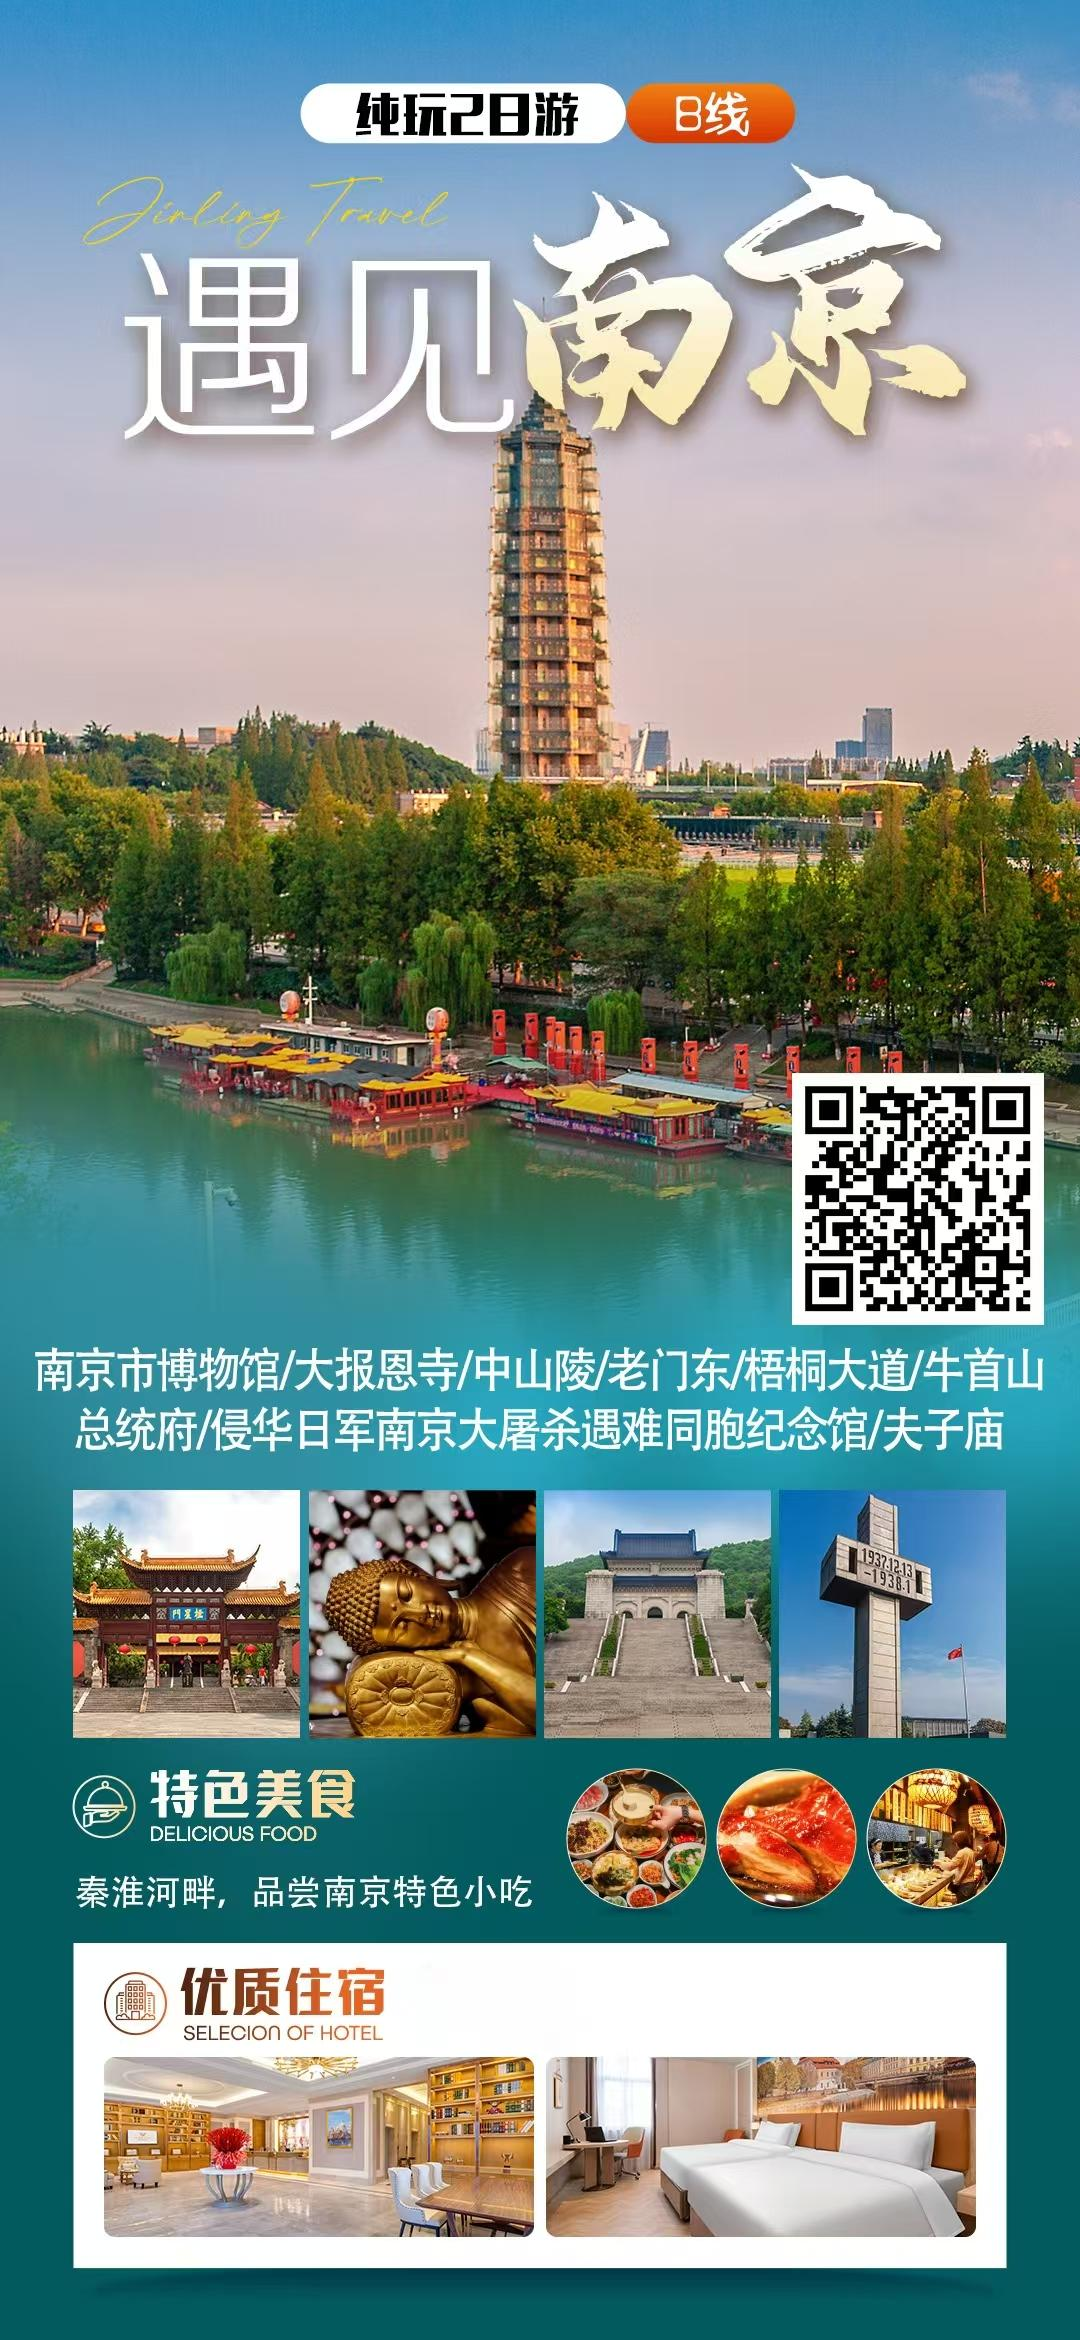 纯玩2日游 B线
Jinling Travel
遇见南京
南京市博物馆/大报恩寺/中山陵/老门东/梧桐大道/牛首山
总统府/侵华日军南京大屠杀遇难同胞纪念馆/夫子庙
門星櫺
1937.12.13
-1938.1
特色美食
DELICIOUS FOOD
秦淮河畔，品尝南京特色小吃
优质住宿
SELECION OF HOTEL